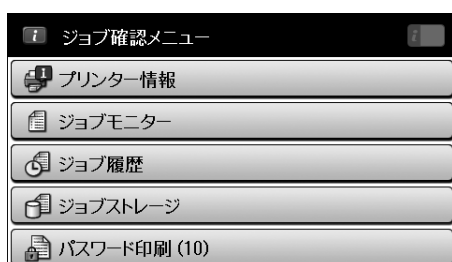 ジョブ確認メニュー
プリンター情報
ジョブモニター
ジョブ履歴
ジョブストレージ
パスワード印刷 (10)